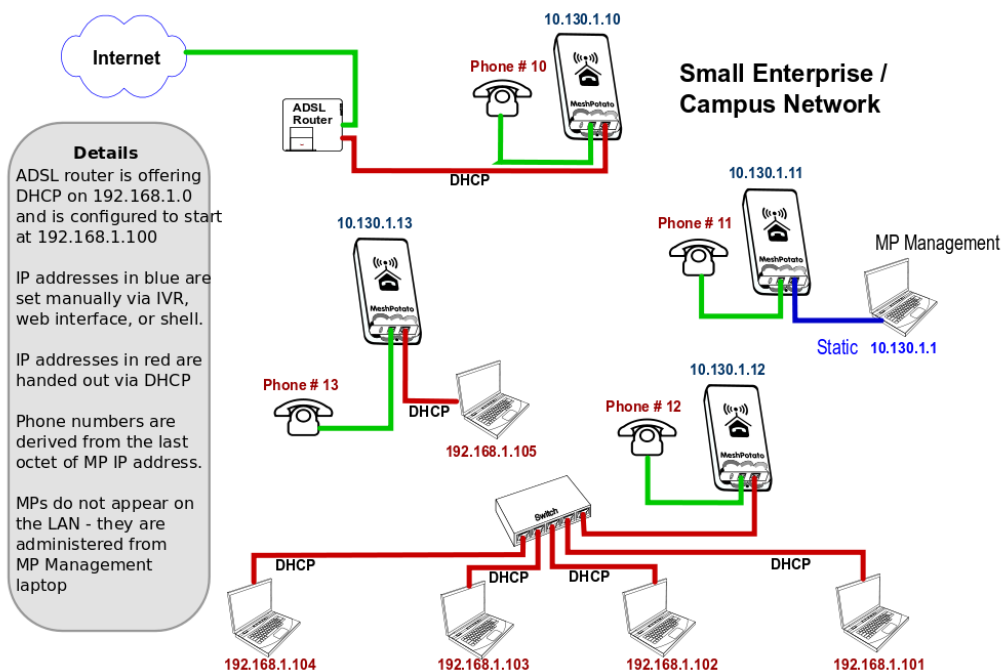 10.130.1.10
Internet
Phone # 10
Small Enterprise /
Campus Network
ADSL
Router
MeshPotato
DHCP
Details
ADSL router is offering
DHCP on 192.168.1.0
and is configured to start
at 192.168.1.100
IP addresses in blue are
set manually via IVR,
web interface, or shell.
IP addresses in red are
handed out via DHCP
Phone numbers are
derived from the last
octet of MP IP address.
MPs do not appear on
the LAN - they are
administered from
MP Management
laptop
10.130.1.11
Phone # 11
MeshPotato
MP Management
Static 10.130.1.1
10.130.1.13
MeshPotato
Phone # 13
DHCP
192.168.1.105
10.130.1.12
Phone # 12
MeshPotato
Switch
DHCP
DHCP
DHCP
DHCP
192.168.1.104
192.168.1.103
192.168.1.102
192.168.1.101